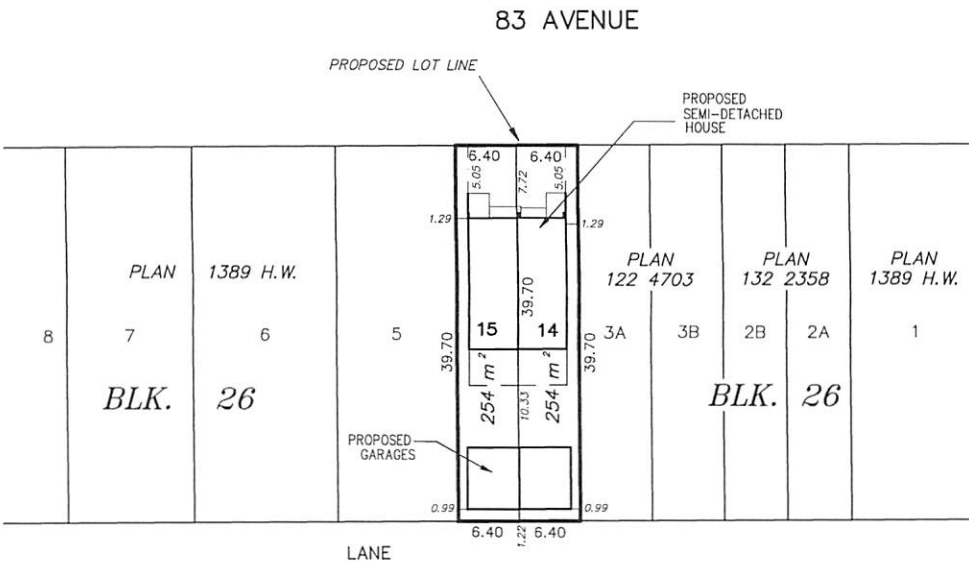 83 AVENUE
PROPOSED LOT LINE
PROPOSED
SEMI-DETACHED
HOUSE
6.40 6.40
5.05 7.72 5.05
1.29 1.29
PLAN 1389 H.W.
PLAN
122 4703
PLAN
132 2358
PLAN
1389 H.W.
39.70
8 7 6 5 15 14 3A 3B 2B 2A 1
39.70 39.70
254 m² 254 m²
10.33
BLK. 26 BLK. 26
PROPOSED
GARAGES
0.99 0.99
6.40 1.22 6.40
LANE